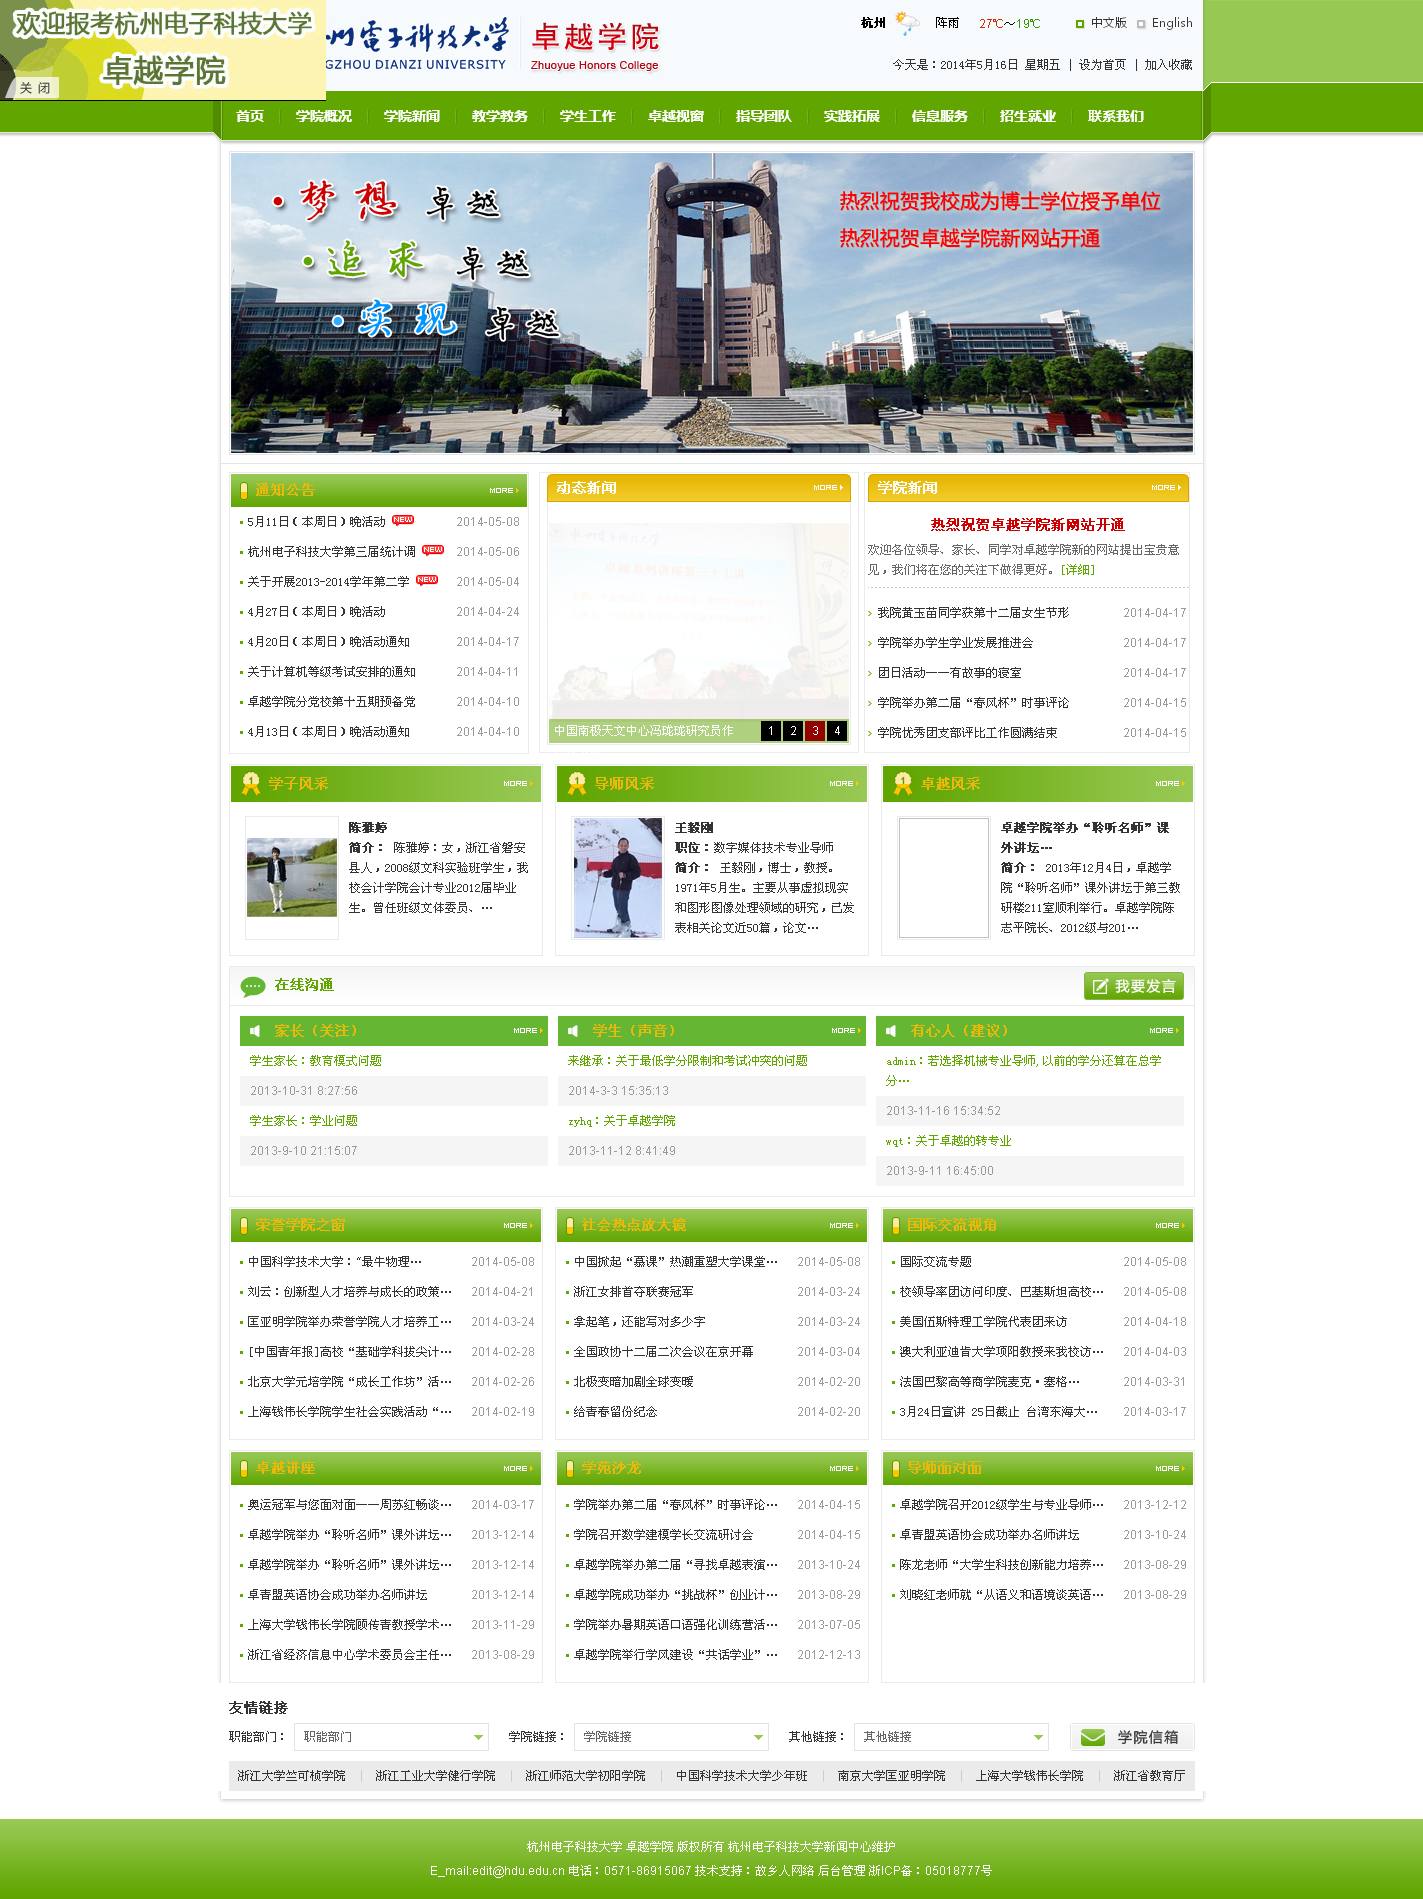 欢迎报考杭州电子科技大学
卓越学院
关 闭
州电子科技大学
GZHOU DIANZI UNIVERSITY
卓越学院
Zhuoyue Honors College
杭州 阵雨 27℃～19℃ 中文版 English
今天是：2014年5月16日 星期五 | 设为首页 | 加入收藏
首页 学院概况 学院新闻 教学教务 学生工作 卓越视窗 指导团队 实践拓展 信息服务 招生就业 联系我们
·梦想 卓越
·追求 卓越
·实现 卓越
热烈祝贺我校成为博士学位授予单位
热烈祝贺卓越学院新网站开通
通知公告 MORE
5月11日（本周日）晚活动 NEW 2014-05-08
杭州电子科技大学第三届统计调 NEW 2014-05-06
关于开展2013-2014学年第二学 NEW 2014-05-04
4月27日（本周日）晚活动 2014-04-24
4月20日（本周日）晚活动通知 2014-04-17
关于计算机等级考试安排的通知 2014-04-11
卓越学院分党校第十五期预备党 2014-04-10
4月13日（本周日）晚活动通知 2014-04-10
动态新闻 MORE
中国南极天文中心冯珑珑研究员作 1 2 3 4
学院新闻 MORE
热烈祝贺卓越学院新网站开通
欢迎各位领导、家长、同学对卓越学院新的网站提出宝贵意
见，我们将在您的关注下做得更好。[详细]
我院黄玉苗同学获第十二届女生节形 2014-04-17
学院举办学生学业发展推进会 2014-04-17
团日活动——有故事的寝室 2014-04-17
学院举办第二届“春风杯”时事评论 2014-04-15
学院优秀团支部评比工作圆满结束 2014-04-15
学子风采 MORE
陈雅婷
简介： 陈雅婷：女，浙江省磐安
县人，2008级文科实验班学生，我
校会计学院会计专业2012届毕业
生。曾任班级文体委员、…
导师风采 MORE
王毅刚
职位：数字媒体技术专业导师
简介： 王毅刚，博士，教授。
1971年5月生。主要从事虚拟现实
和图形图像处理领域的研究，已发
表相关论文近50篇，论文…
卓越风采 MORE
卓越学院举办“聆听名师”课
外讲坛…
简介： 2013年12月4日，卓越学
院“聆听名师”课外讲坛于第三教
研楼211室顺利举行。卓越学院陈
志平院长、2012级与201…
在线沟通 我要发言
家长（关注） MORE
学生家长：教育模式问题
2013-10-31 8:27:56
学生家长：学业问题
2013-9-10 21:15:07
学生（声音） MORE
来继承：关于最低学分限制和考试冲突的问题
2014-3-3 15:35:13
zyhq：关于卓越学院
2013-11-12 8:41:49
有心人（建议） MORE
admin：若选择机械专业导师,以前的学分还算在总学
分…
2013-11-16 15:34:52
wqt：关于卓越的转专业
2013-9-11 16:45:00
荣誉学院之窗 MORE
中国科学技术大学：“最牛物理… 2014-05-08
刘云：创新型人才培养与成长的政策… 2014-04-21
匡亚明学院举办荣誉学院人才培养工… 2014-03-24
[中国青年报]高校“基础学科拔尖计… 2014-02-28
北京大学元培学院“成长工作坊”活… 2014-02-26
上海钱伟长学院学生社会实践活动“… 2014-02-19
社会热点放大镜 MORE
中国掀起“慕课”热潮重塑大学课堂… 2014-05-08
浙江女排首夺联赛冠军 2014-03-24
拿起笔，还能写对多少字 2014-03-24
全国政协十二届二次会议在京开幕 2014-03-04
北极变暗加剧全球变暖 2014-02-20
给青春留份纪念 2014-02-20
国际交流视角 MORE
国际交流专题 2014-05-08
校领导率团访问印度、巴基斯坦高校… 2014-05-08
美国伍斯特理工学院代表团来访 2014-04-18
澳大利亚迪肯大学项阳教授来我校访… 2014-04-03
法国巴黎高等商学院麦克·塞格… 2014-03-31
3月24日宣讲 25日截止 台湾东海大… 2014-03-17
卓越讲座 MORE
奥运冠军与您面对面——周苏红畅谈… 2014-03-17
卓越学院举办“聆听名师”课外讲坛… 2013-12-14
卓越学院举办“聆听名师”课外讲坛… 2013-12-14
卓青盟英语协会成功举办名师讲坛 2013-12-14
上海大学钱伟长学院顾传青教授学术… 2013-11-29
浙江省经济信息中心学术委员会主任… 2013-08-29
学苑沙龙 MORE
学院举办第二届“春风杯”时事评论… 2014-04-15
学院召开数学建模学长交流研讨会 2014-04-15
卓越学院举办第二届“寻找卓越表演… 2013-10-24
卓越学院成功举办“挑战杯”创业计… 2013-08-29
学院举办暑期英语口语强化训练营活… 2013-07-05
卓越学院举行学风建设“共话学业”… 2012-12-13
导师面对面 MORE
卓越学院召开2012级学生与专业导师… 2013-12-12
卓青盟英语协会成功举办名师讲坛 2013-10-24
陈龙老师“大学生科技创新能力培养… 2013-08-29
刘晓红老师就“从语义和语境谈英语… 2013-08-29
友情链接
职能部门： 职能部门 学院链接： 学院链接 其他链接： 其他链接 学院信箱
浙江大学竺可桢学院 浙江工业大学健行学院 浙江师范大学初阳学院 中国科学技术大学少年班 南京大学匡亚明学院 上海大学钱伟长学院 浙江省教育厅
杭州电子科技大学 卓越学院 版权所有 杭州电子科技大学新闻中心维护
E_mail:edit@hdu.edu.cn 电话：0571-86915067 技术支持：故乡人网络 后台管理 浙ICP备：05018777号